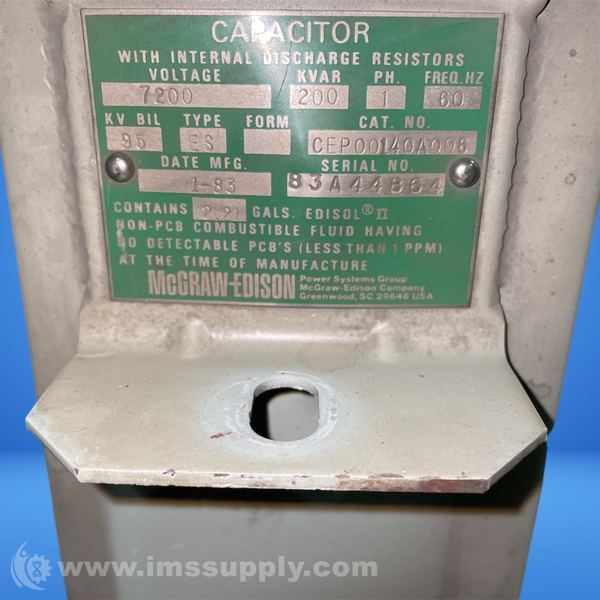 CAPACITOR
WITH INTERNAL DISCHARGE RESISTORS
VOLTAGE KVAR PH. FREQ. HZ
7200 200 1 60
KV BIL TYPE FORM CAT. NO.
95 ES CEP00140A006
DATE MFG. SERIAL NO.
1-83 83A44864
CONTAINS 2.21 GALS. EDISOL® II
NON-PCB COMBUSTIBLE FLUID HAVING
NO DETECTABLE PCB'S (LESS THAN 1 PPM)
AT THE TIME OF MANUFACTURE
McGRAW-EDISON
Power Systems Group
McGraw-Edison Company
Greenwood, SC 29646 USA
www.imssupply.com